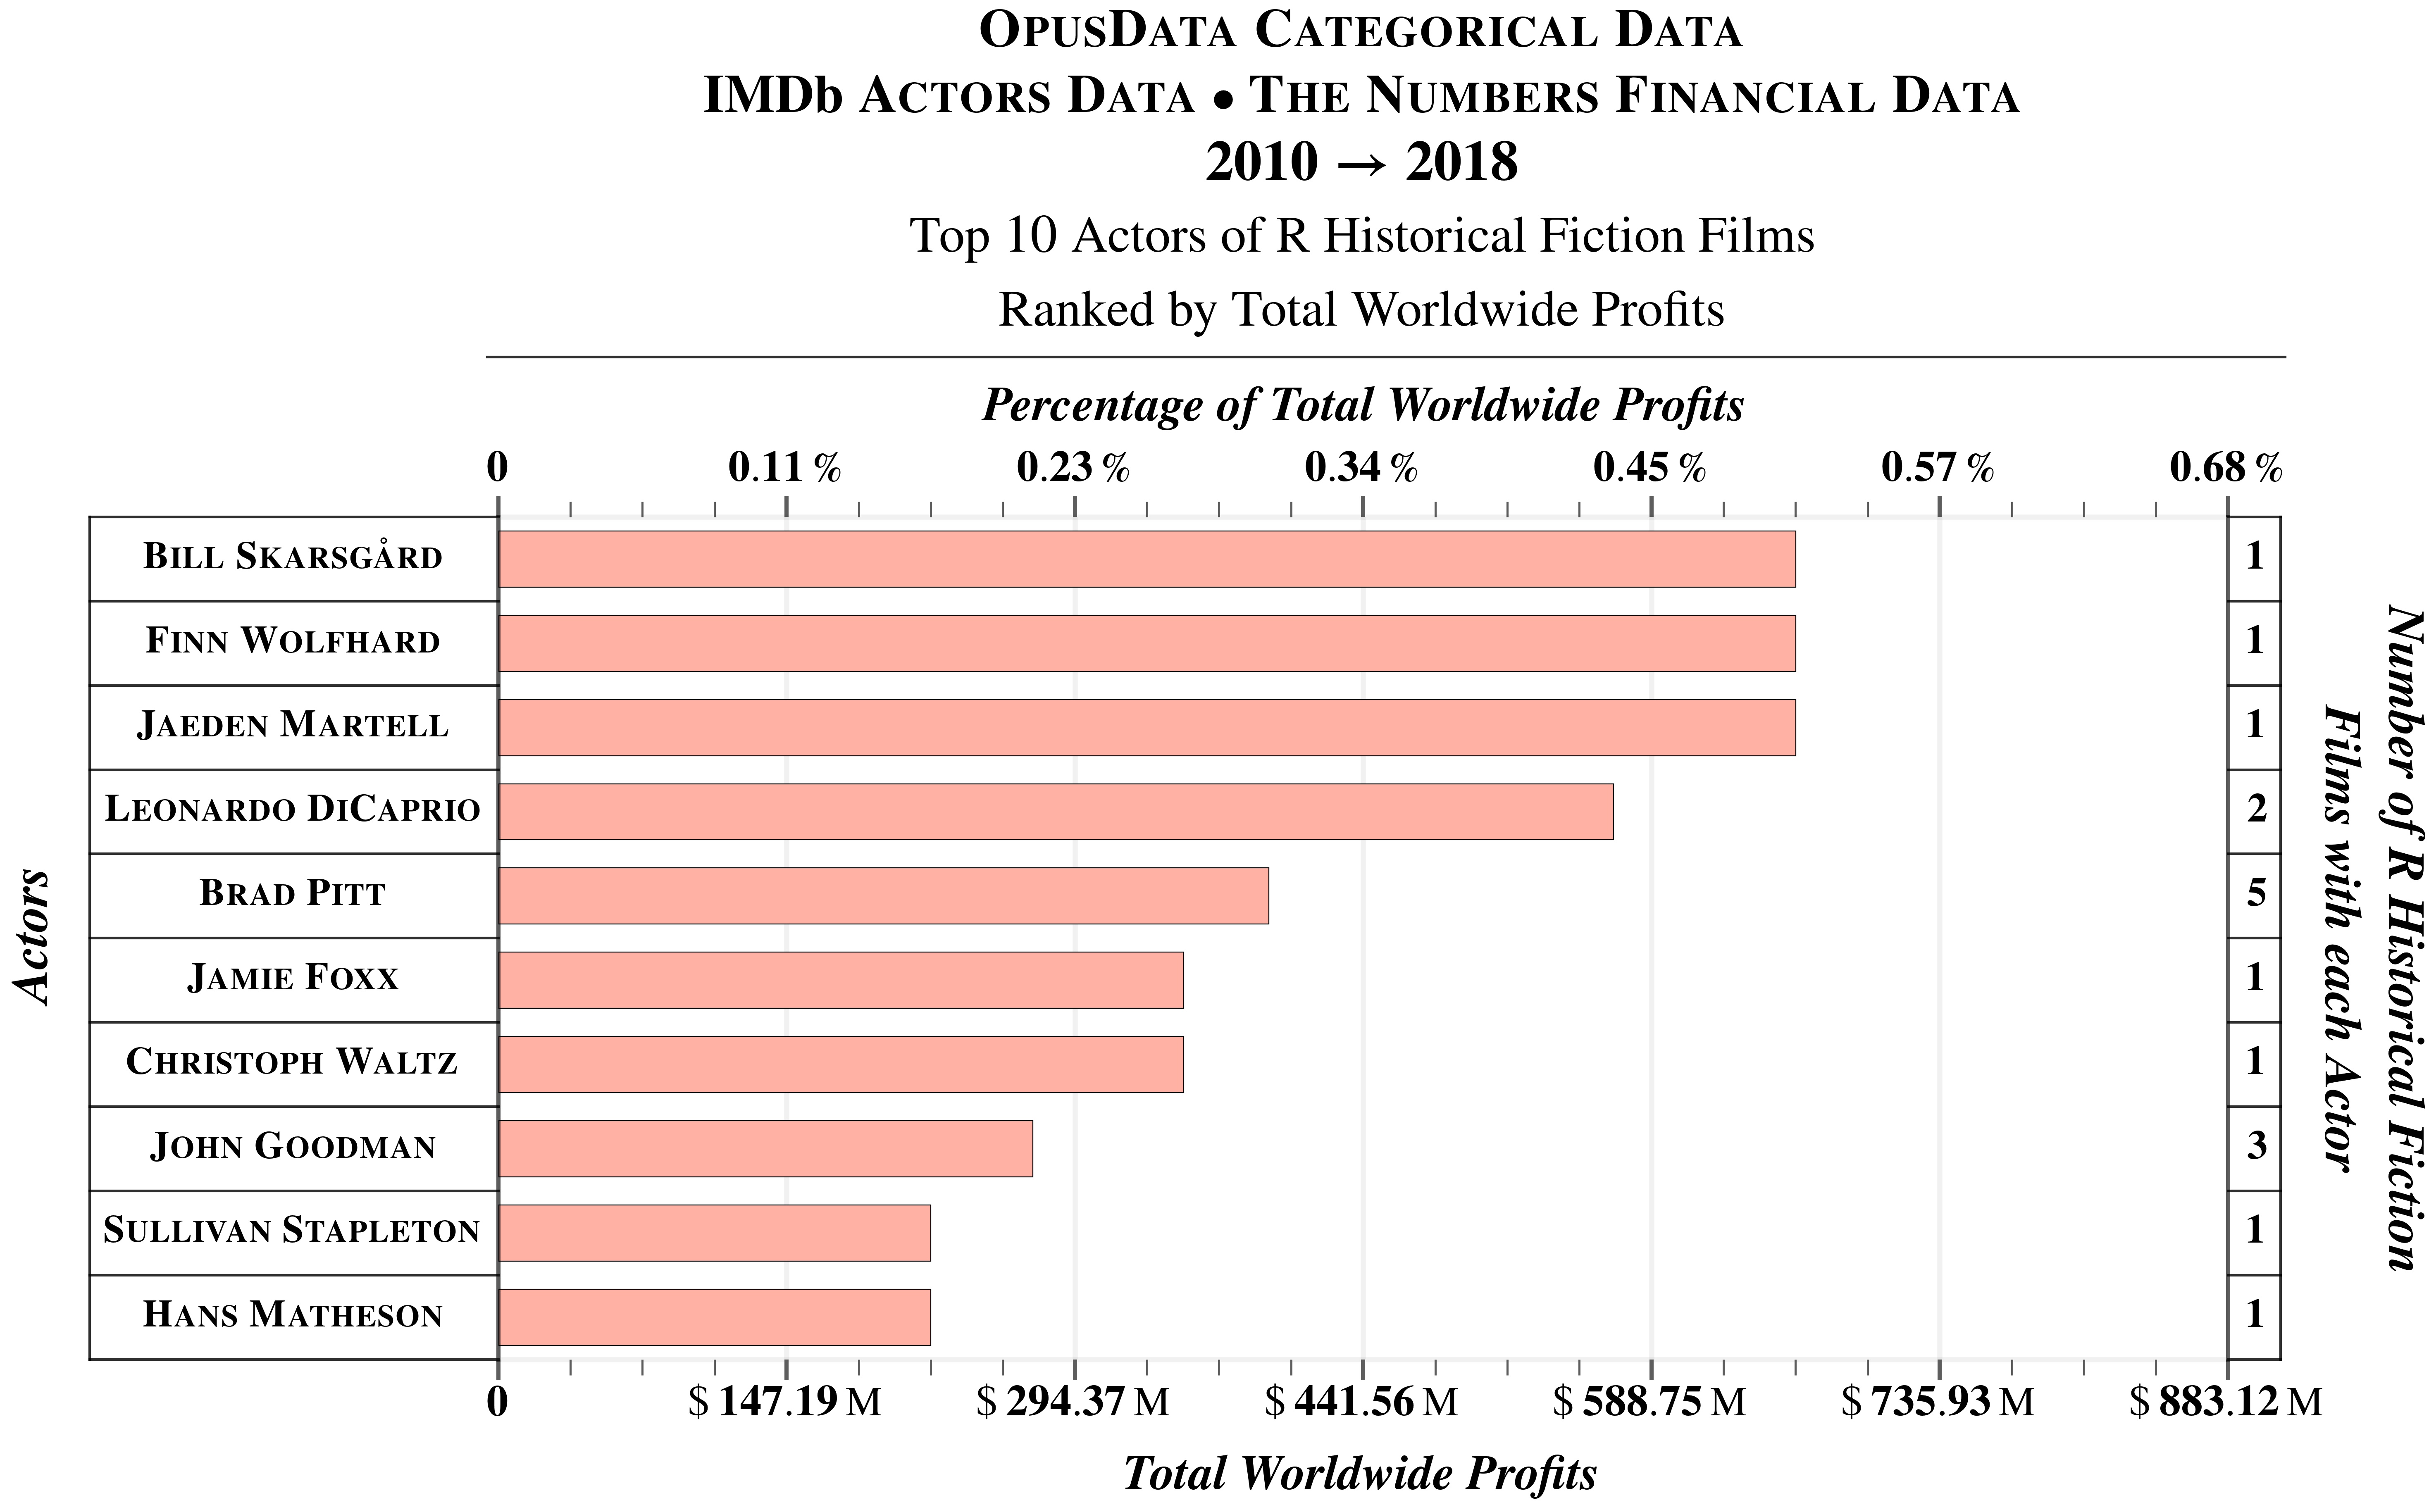 OpusData Categorical Data
IMDb Actors Data • The Numbers Financial Data
2010 → 2018
Top 10 Actors of R Historical Fiction Films
Ranked by Total Worldwide Profits
Percentage of Total Worldwide Profits
0 0.11 % 0.23 % 0.34 % 0.45 % 0.57 % 0.68 %
Actors
Bill Skarsgård 1
Finn Wolfhard 1
Jaeden Martell 1
Leonardo DiCaprio 2
Brad Pitt 5
Jamie Foxx 1
Christoph Waltz 1
John Goodman 3
Sullivan Stapleton 1
Hans Matheson 1
Number of R Historical Fiction
Films with each Actor
0 $ 147.19 M $ 294.37 M $ 441.56 M $ 588.75 M $ 735.93 M $ 883.12 M
Total Worldwide Profits